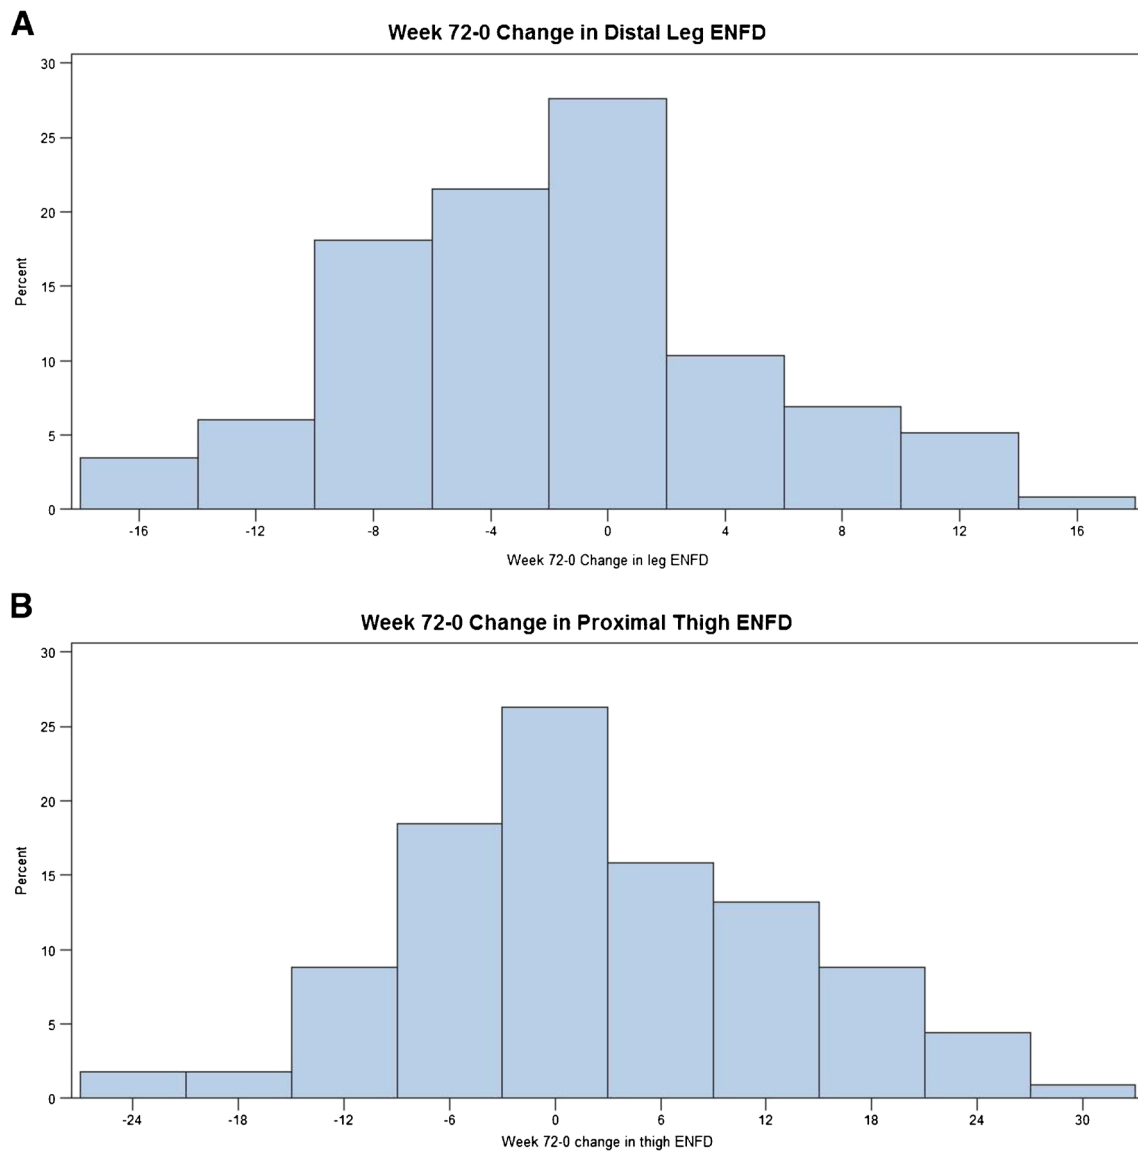 A
Week 72-0 Change in Distal Leg ENFD
30
25
20
15
10
5
0
Percent
-16 -12 -8 -4 0 4 8 12 16
Week 72-0 Change in leg ENFD
B
Week 72-0 Change in Proximal Thigh ENFD
30
25
20
15
10
5
0
Percent
-24 -18 -12 -6 0 6 12 18 24 30
Week 72-0 change in thigh ENFD